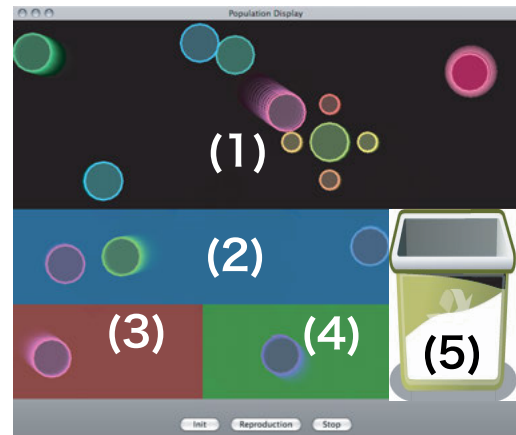 Population Display
(1)
(2)
(3)
(4)
(5)
Init
Reproduction
Stop